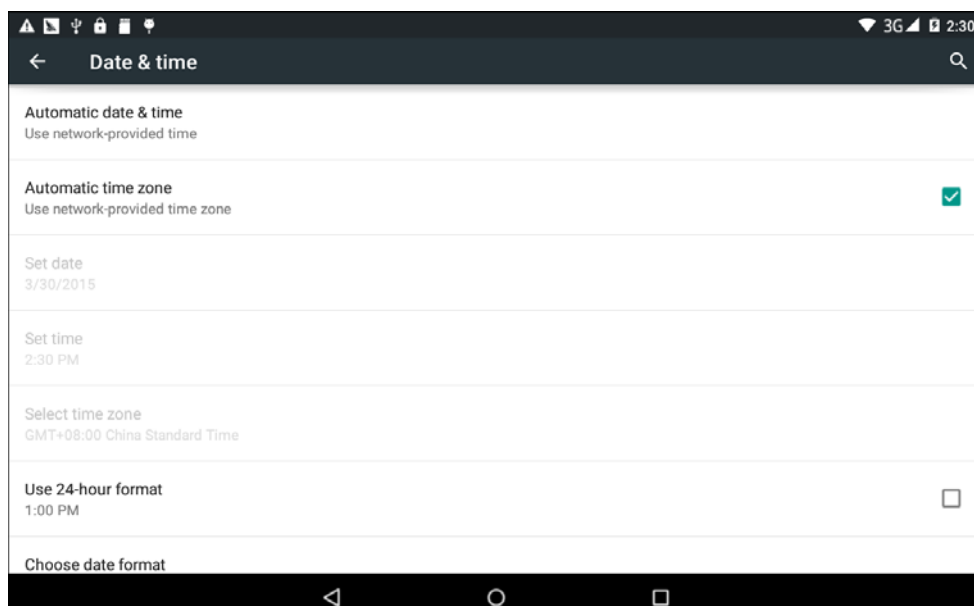 3G 2:30
Date & time
Automatic date & time
Use network-provided time
Automatic time zone
Use network-provided time zone
Set date
3/30/2015
Set time
2:30 PM
Select time zone
GMT+08:00 China Standard Time
Use 24-hour format
1:00 PM
Choose date format